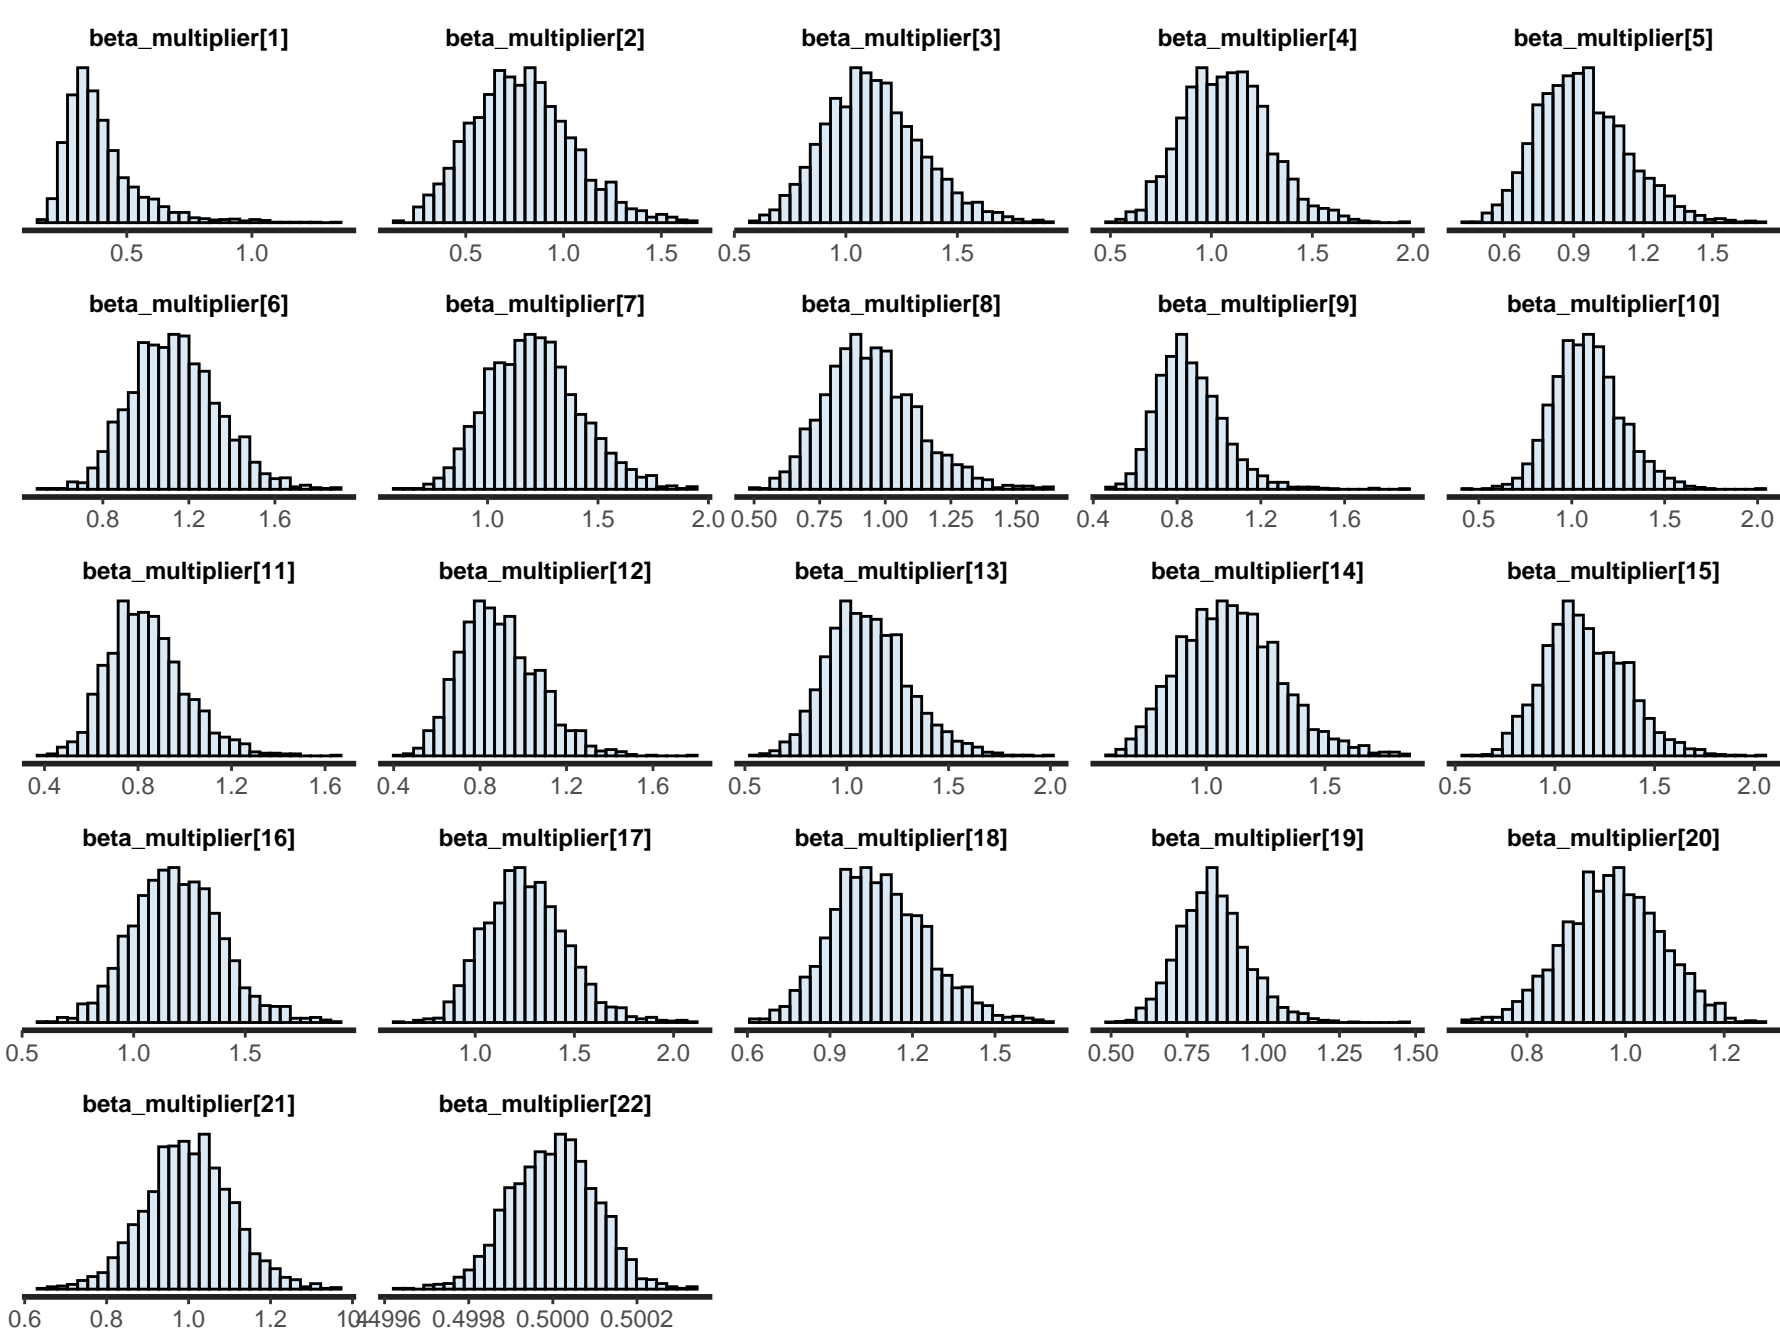 beta_multiplier[1] beta_multiplier[2] beta_multiplier[3] beta_multiplier[4] beta_multiplier[5]
0.5 1.0 0.5 1.0 1.5 0.5 1.0 1.5 0.5 1.0 1.5 2.0 0.6 0.9 1.2 1.5
beta_multiplier[6] beta_multiplier[7] beta_multiplier[8] beta_multiplier[9] beta_multiplier[10]
0.8 1.2 1.6 1.0 1.5 2.0 0.50 0.75 1.00 1.25 1.50 0.4 0.8 1.2 1.6 0.5 1.0 1.5 2.0
beta_multiplier[11] beta_multiplier[12] beta_multiplier[13] beta_multiplier[14] beta_multiplier[15]
0.4 0.8 1.2 1.6 0.4 0.8 1.2 1.6 0.5 1.0 1.5 2.0 1.0 1.5 0.5 1.0 1.5 2.0
beta_multiplier[16] beta_multiplier[17] beta_multiplier[18] beta_multiplier[19] beta_multiplier[20]
0.5 1.0 1.5 1.0 1.5 2.0 0.6 0.9 1.2 1.5 0.50 0.75 1.00 1.25 1.50 0.8 1.0 1.2
beta_multiplier[21] beta_multiplier[22]
0.6 0.8 1.0 1.2 1.4 0.4996 0.4998 0.5000 0.5002